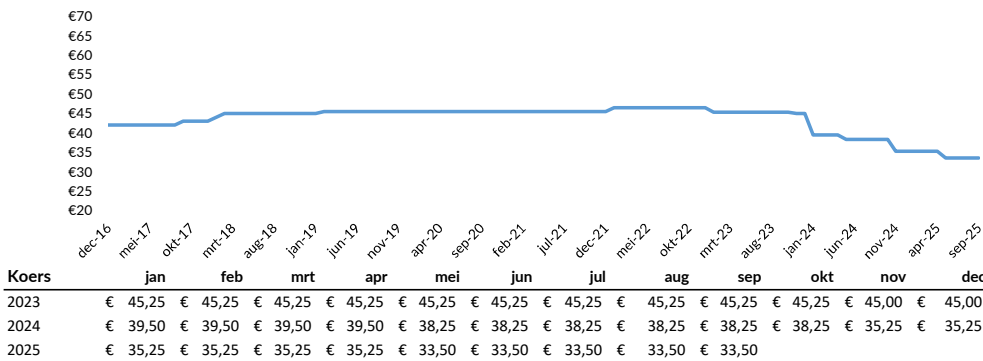 €70
€65
€60
€55
€50
€45
€40
€35
€30
€25
€20
dec-16 mei-17 okt-17 mrt-18 aug-18 jan-19 jun-19 nov-19 apr-20 sep-20 feb-21 jul-21 dec-21 mei-22 okt-22 mrt-23 aug-23 jan-24 jun-24 nov-24 apr-25 sep-25
Koers jan feb mrt apr mei jun jul aug sep okt nov dec
2023 € 45,25 € 45,25 € 45,25 € 45,25 € 45,25 € 45,25 € 45,25 € 45,25 € 45,25 € 45,25 € 45,00 € 45,00
2024 € 39,50 € 39,50 € 39,50 € 39,50 € 38,25 € 38,25 € 38,25 € 38,25 € 38,25 € 38,25 € 35,25 € 35,25
2025 € 35,25 € 35,25 € 35,25 € 35,25 € 33,50 € 33,50 € 33,50 € 33,50 € 33,50